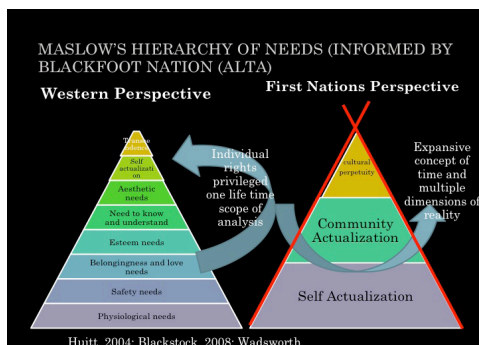 MASLOW'S HIERARCHY OF NEEDS (INFORMED BY
BLACKFOOT NATION (ALTA)
Western Perspective
First Nations Perspective
Self
actualizati
on
Aesthetic
needs
Need to know
and understand
Esteem needs
Belongingness and love
needs
Safety needs
Physiological needs
Individual
rights
privileged
one life time
scope of
analysis
cultural
perpetuity
Community
Actualization
Self Actualization
Expansive
concept of
time and
multiple
dimensions of
reality
Huitt, 2004; Blackstock, 2008; Wadsworth